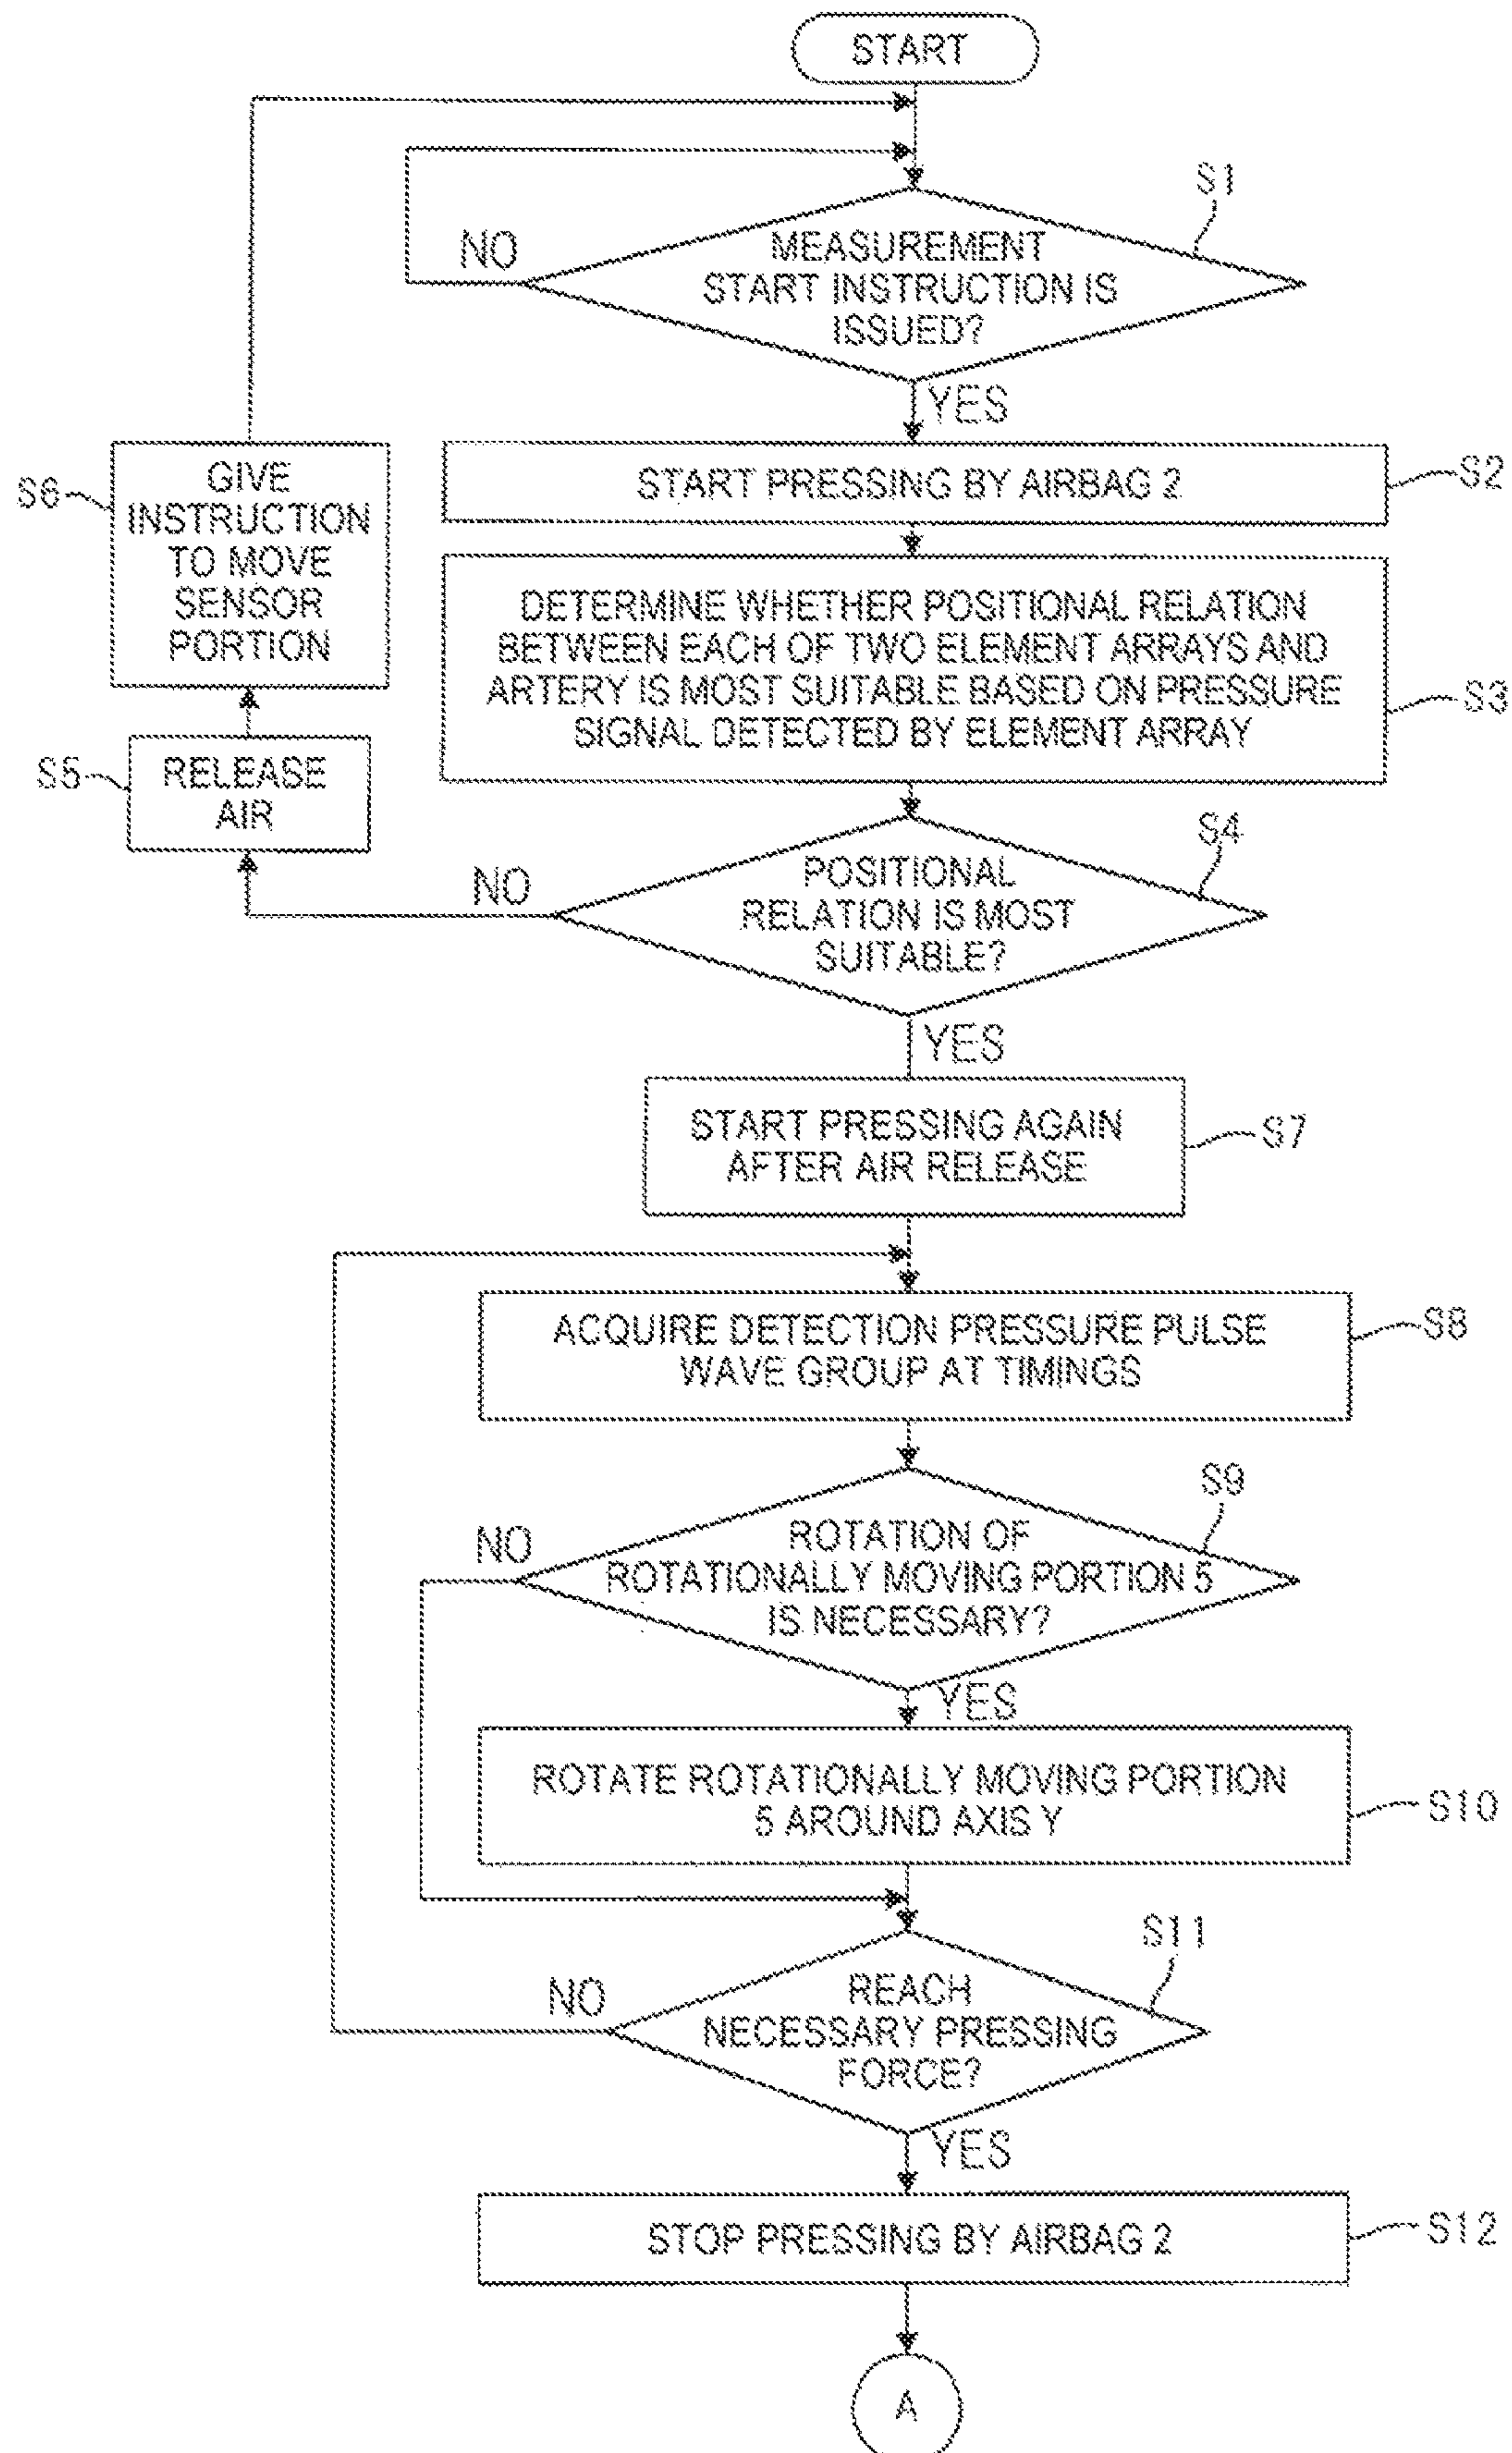 START
S1
NO
MEASUREMENT
START INSTRUCTION IS
ISSUED?
YES
S6
GIVE
INSTRUCTION
TO MOVE
SENSOR
PORTION
START PRESSING BY AIRBAG 2
S2
DETERMINE WHETHER POSITIONAL RELATION
BETWEEN EACH OF TWO ELEMENT ARRAYS AND
ARTERY IS MOST SUITABLE BASED ON PRESSURE
SIGNAL DETECTED BY ELEMENT ARRAY
S3
S5
RELEASE
AIR
S4
NO
POSITIONAL
RELATION IS MOST
SUITABLE?
YES
START PRESSING AGAIN
AFTER AIR RELEASE
S7
ACQUIRE DETECTION PRESSURE PULSE
WAVE GROUP AT TIMINGS
S8
S9
NO
ROTATION OF
ROTATIONALLY MOVING PORTION 5
IS NECESSARY?
YES
ROTATE ROTATIONALLY MOVING PORTION
5 AROUND AXIS Y
S10
S11
NO
REACH
NECESSARY PRESSING
FORCE?
YES
STOP PRESSING BY AIRBAG 2
S12
A